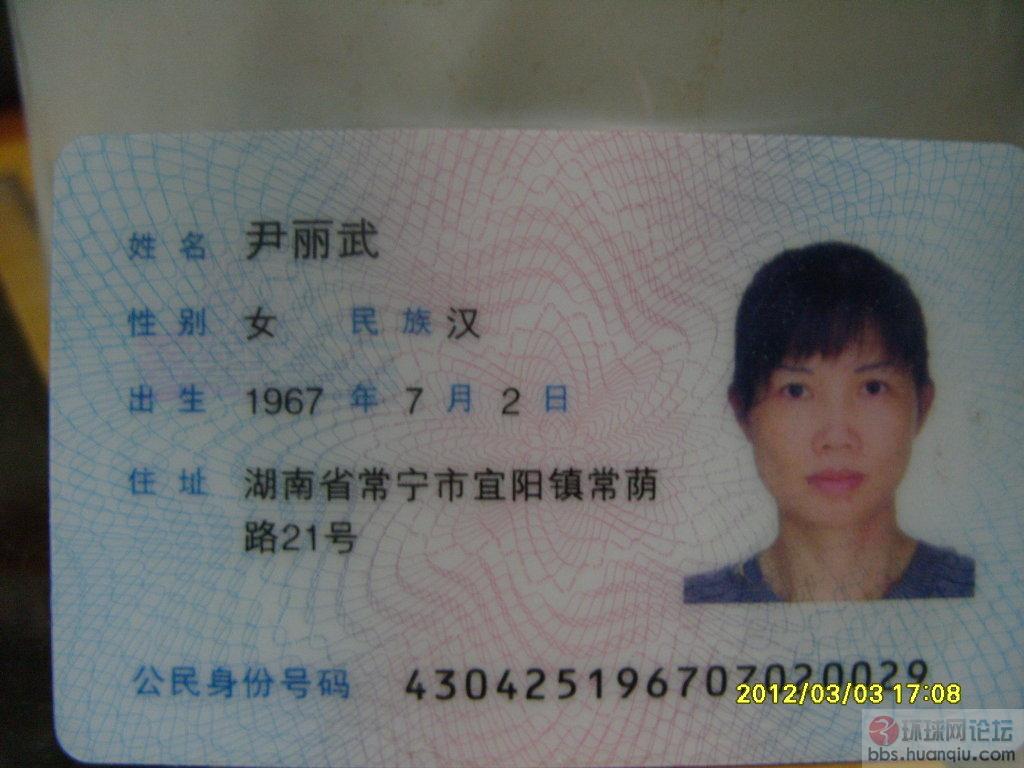 姓名 尹丽武
性别 女 民族 汉
出生 1967 年 7 月 2 日
住址 湖南省常宁市宜阳镇常荫
路21号
公民身份号码 430425196707020029
2012/03/03 17:08
环球网论坛
bbs.huanqiu.com